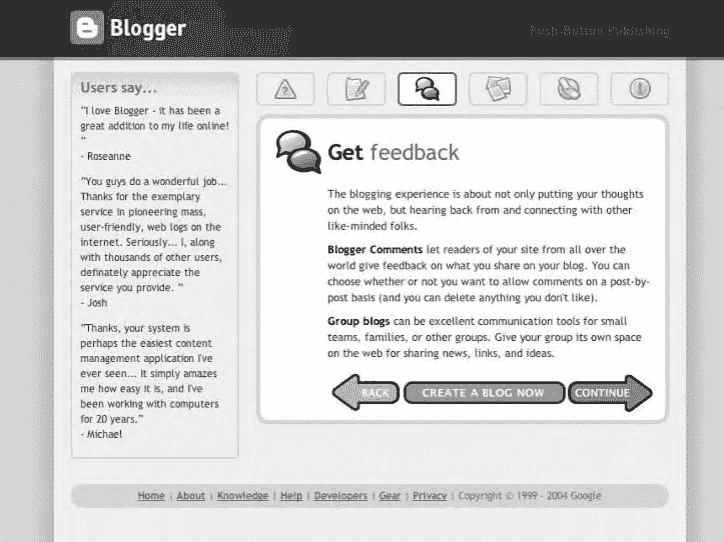 Blogger
Push-Button Publishing
Users say...
"I love Blogger - it has been a
great addition to my life online!
"
- Roseanne
"You guys do a wonderful job...
Thanks for the exemplary
service in pioneering mass,
user-friendly, web logs on the
internet. Seriously... I, along
with thousands of other users,
definately appreciate the
service you provide. "
- Josh
"Thanks, your system is
perhaps the easiest content
management application I've
ever seen... It simply amazes
me how easy it is, and I've
been working with computers
for 20 years."
- Michael
Get feedback
The blogging experience is about not only putting your thoughts
on the web, but hearing back from and connecting with other
like-minded folks.
Blogger Comments let readers of your site from all over the
world give feedback on what you share on your blog. You can
choose whether or not you want to allow comments on a post-by-
post basis (and you can delete anything you don't like).
Group blogs can be excellent communication tools for small
teams, families, or other groups. Give your group its own space
on the web for sharing news, links, and ideas.
BACK CREATE A BLOG NOW CONTINUE
Home | About | Knowledge | Help | Developers | Gear | Privacy | Copyright © 1999 - 2004 Google